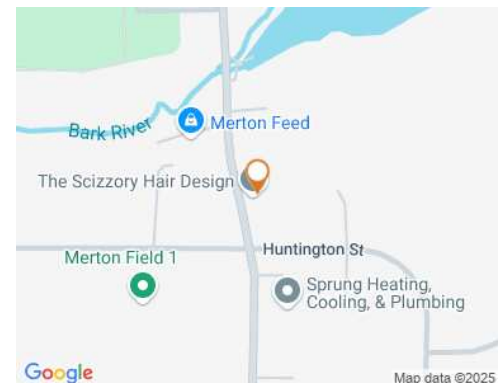 Bark River
Merton Feed
The Scizzory Hair Design
Huntington St
Merton Field 1
Sprung Heating,
Cooling, & Plumbing
Google
Map data ©2025